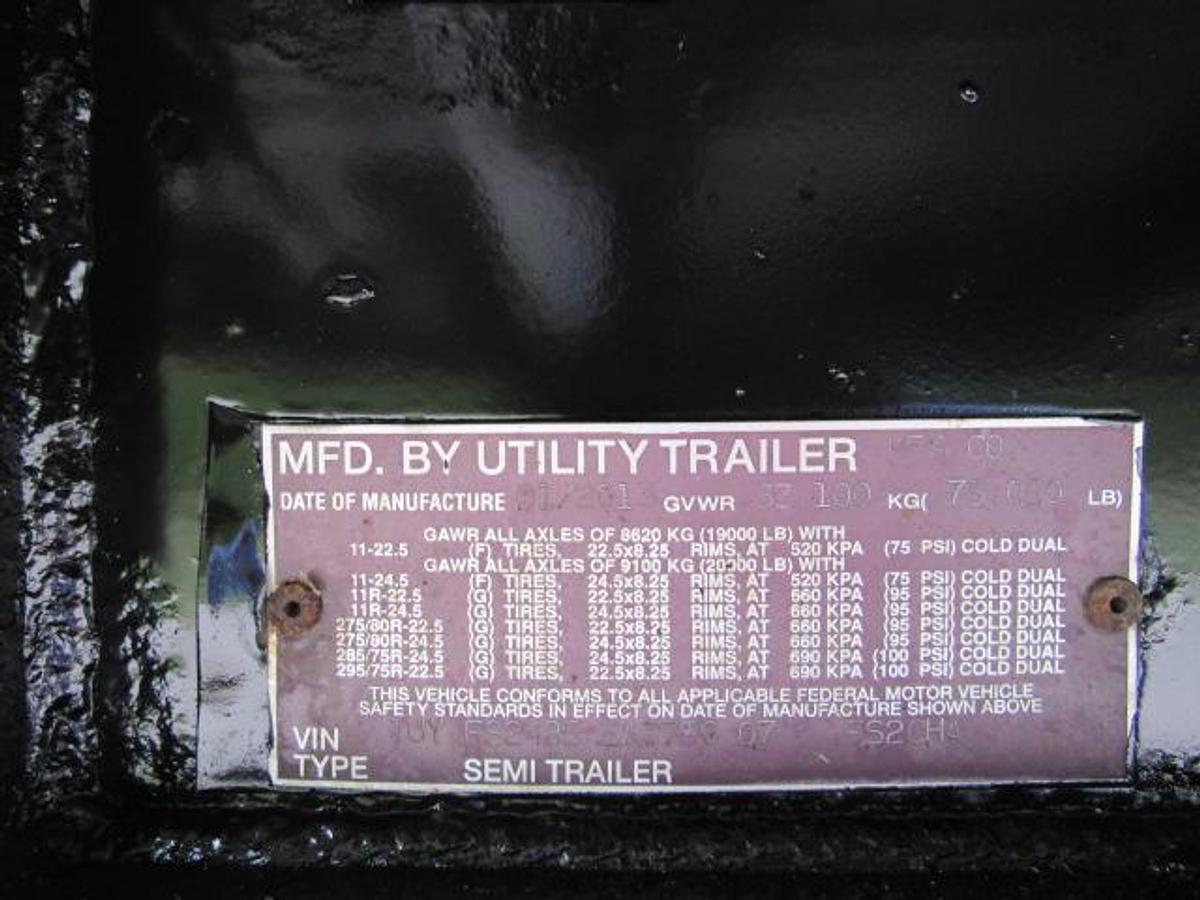 MFD. BY UTILITY TRAILER CO
DATE OF MANUFACTURE GVWR 100 KG( LB)
GAWR ALL AXLES OF 8620 KG (19000 LB) WITH
11-22.5 (F) TIRES, 22.5x8.25 RIMS, AT 520 KPA (75 PSI) COLD DUAL
GAWR ALL AXLES OF 9100 KG (20000 LB) WITH
11-24.5 (F) TIRES, 24.5x8.25 RIMS, AT 520 KPA (75 PSI) COLD DUAL
11R-22.5 (G) TIRES, 22.5x8.25 RIMS, AT 660 KPA (95 PSI) COLD DUAL
11R-24.5 (G) TIRES, 24.5x8.25 RIMS, AT 660 KPA (95 PSI) COLD DUAL
275/80R-22.5 (G) TIRES, 22.5x8.25 RIMS, AT 660 KPA (95 PSI) COLD DUAL
275/80R-24.5 (G) TIRES, 24.5x8.25 RIMS, AT 660 KPA (95 PSI) COLD DUAL
285/75R-24.5 (G) TIRES, 24.5x8.25 RIMS, AT 690 KPA (100 PSI) COLD DUAL
295/75R-22.5 (G) TIRES, 22.5x8.25 RIMS, AT 690 KPA (100 PSI) COLD DUAL
THIS VEHICLE CONFORMS TO ALL APPLICABLE FEDERAL MOTOR VEHICLE
SAFETY STANDARDS IN EFFECT ON DATE OF MANUFACTURE SHOWN ABOVE
VIN
TYPE SEMI TRAILER